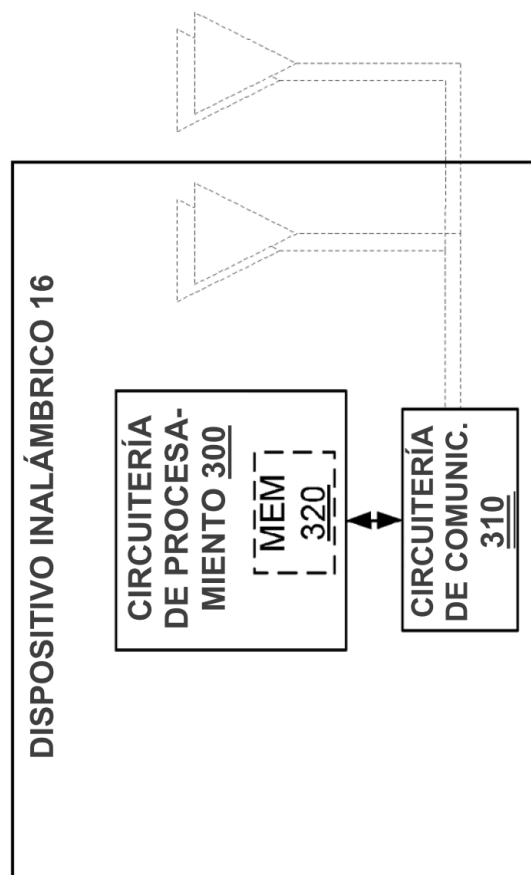 DISPOSITIVO INALÁMBRICO 16
CIRCUITERÍA
DE PROCESA-
MIENTO 300
MEM
320
CIRCUITERÍA
DE COMUNIC.
310